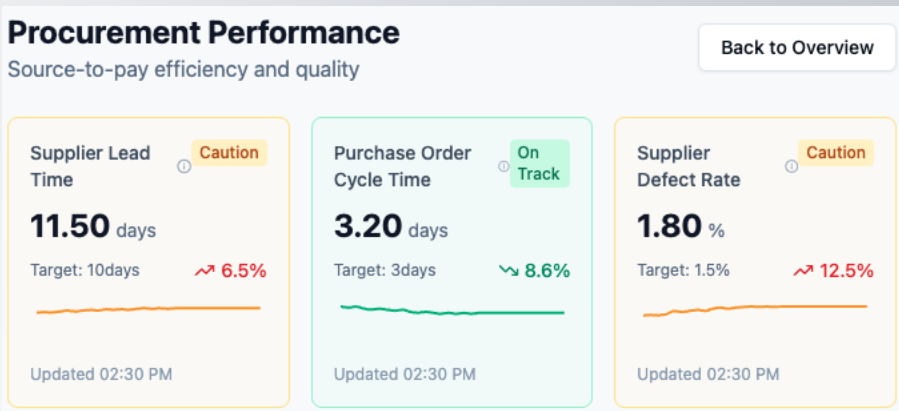 Procurement Performance
Source-to-pay efficiency and quality
Back to Overview
Supplier Lead
Time
Caution
11.50 days
Target: 10days
6.5%
Updated 02:30 PM
Purchase Order
Cycle Time
On
Track
3.20 days
Target: 3days
8.6%
Updated 02:30 PM
Supplier
Defect Rate
Caution
1.80 %
Target: 1.5%
12.5%
Updated 02:30 PM